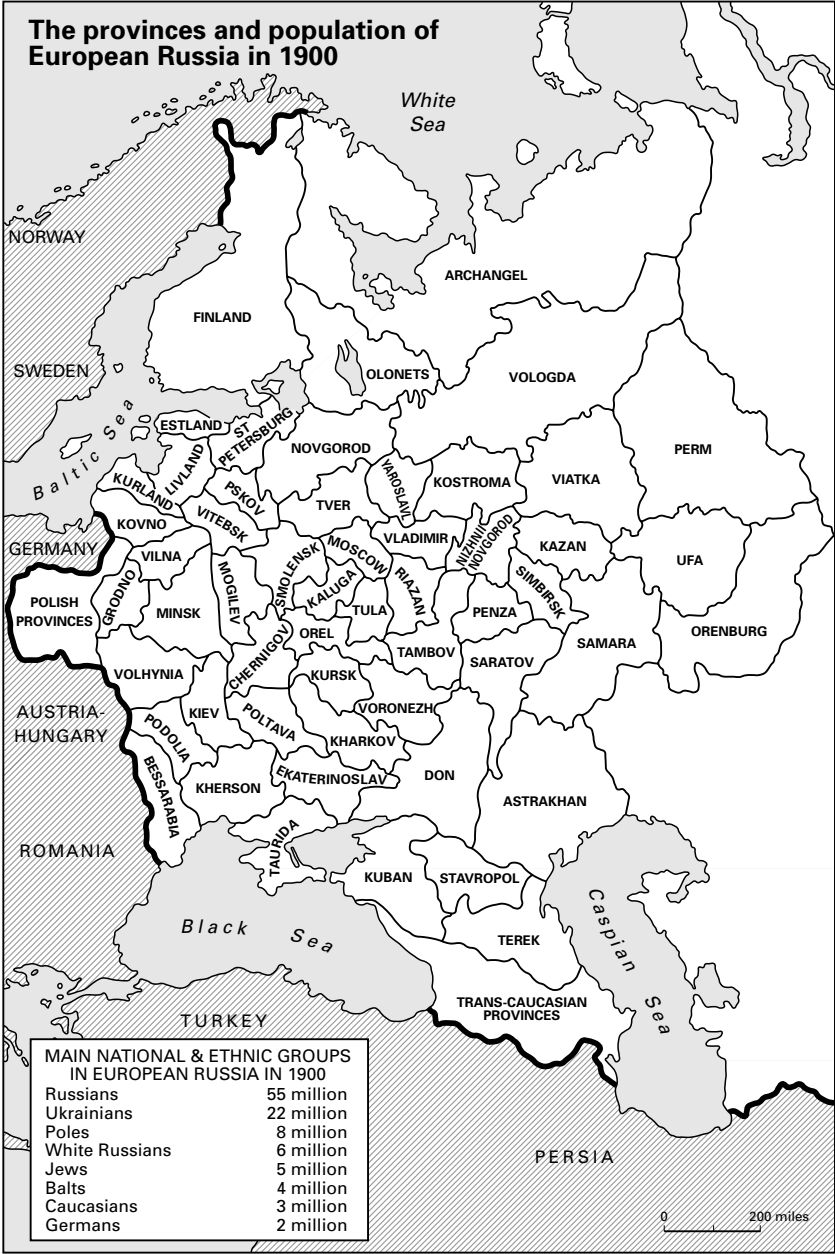 The provinces and population of
European Russia in 1900
White
Sea
NORWAY
ARCHANGEL
FINLAND
SWEDEN
OLONETS
VOLOGDA
Baltic Sea
ESTLAND
ST
PETERSBURG
NOVGOROD
PERM
LIVLAND
YAROSLAVL
KOSTROMA
VIATKA
KURLAND
PSKOV
TVER
KOVNO
VITEBSK
VLADIMIR
NIZHNIC
NOVGOROD
KAZAN
GERMANY
VILNA
SMOLENSK
MOSCOW
UFA
GRODNO
MOGILEV
KALUGA
RIAZAN
SIMBIRSK
POLISH
PROVINCES
MINSK
TULA
PENZA
OREL
ORENBURG
CHERNIGOV
TAMBOV
SAMARA
VOLHYNIA
KURSK
SARATOV
AUSTRIA-
HUNGARY
KIEV
VORONEZH
PODOLIA
POLTAVA
KHARKOV
BESSARABIA
KHERSON
EKATERINOSLAV
DON
ASTRAKHAN
ROMANIA
TAURIDA
KUBAN
STAVROPOL
Black Sea
TEREK
Caspian Sea
TRANS-CAUCASIAN
PROVINCES
TURKEY
MAIN NATIONAL & ETHNIC GROUPS
IN EUROPEAN RUSSIA IN 1900
Russians 55 million
Ukrainians 22 million
Poles 8 million
White Russians 6 million
Jews 5 million
Balts 4 million
Caucasians 3 million
Germans 2 million
PERSIA
0 200 miles